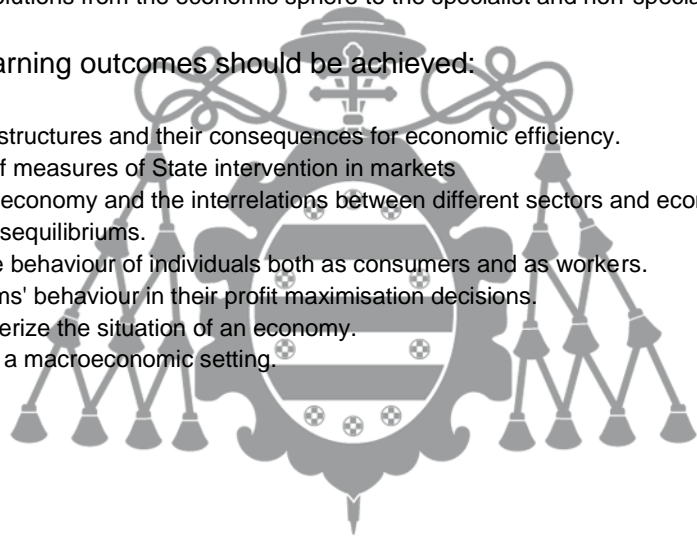 olutions from the economic sphere to the specialist and non-specia
arning outcomes should be achieved:
structures and their consequences for economic efficiency.
f measures of State intervention in markets
economy and the interrelations between different sectors and eco
sequilibriums.
e behaviour of individuals both as consumers and as workers.
ms' behaviour in their profit maximisation decisions.
erize the situation of an economy.
a macroeconomic setting.